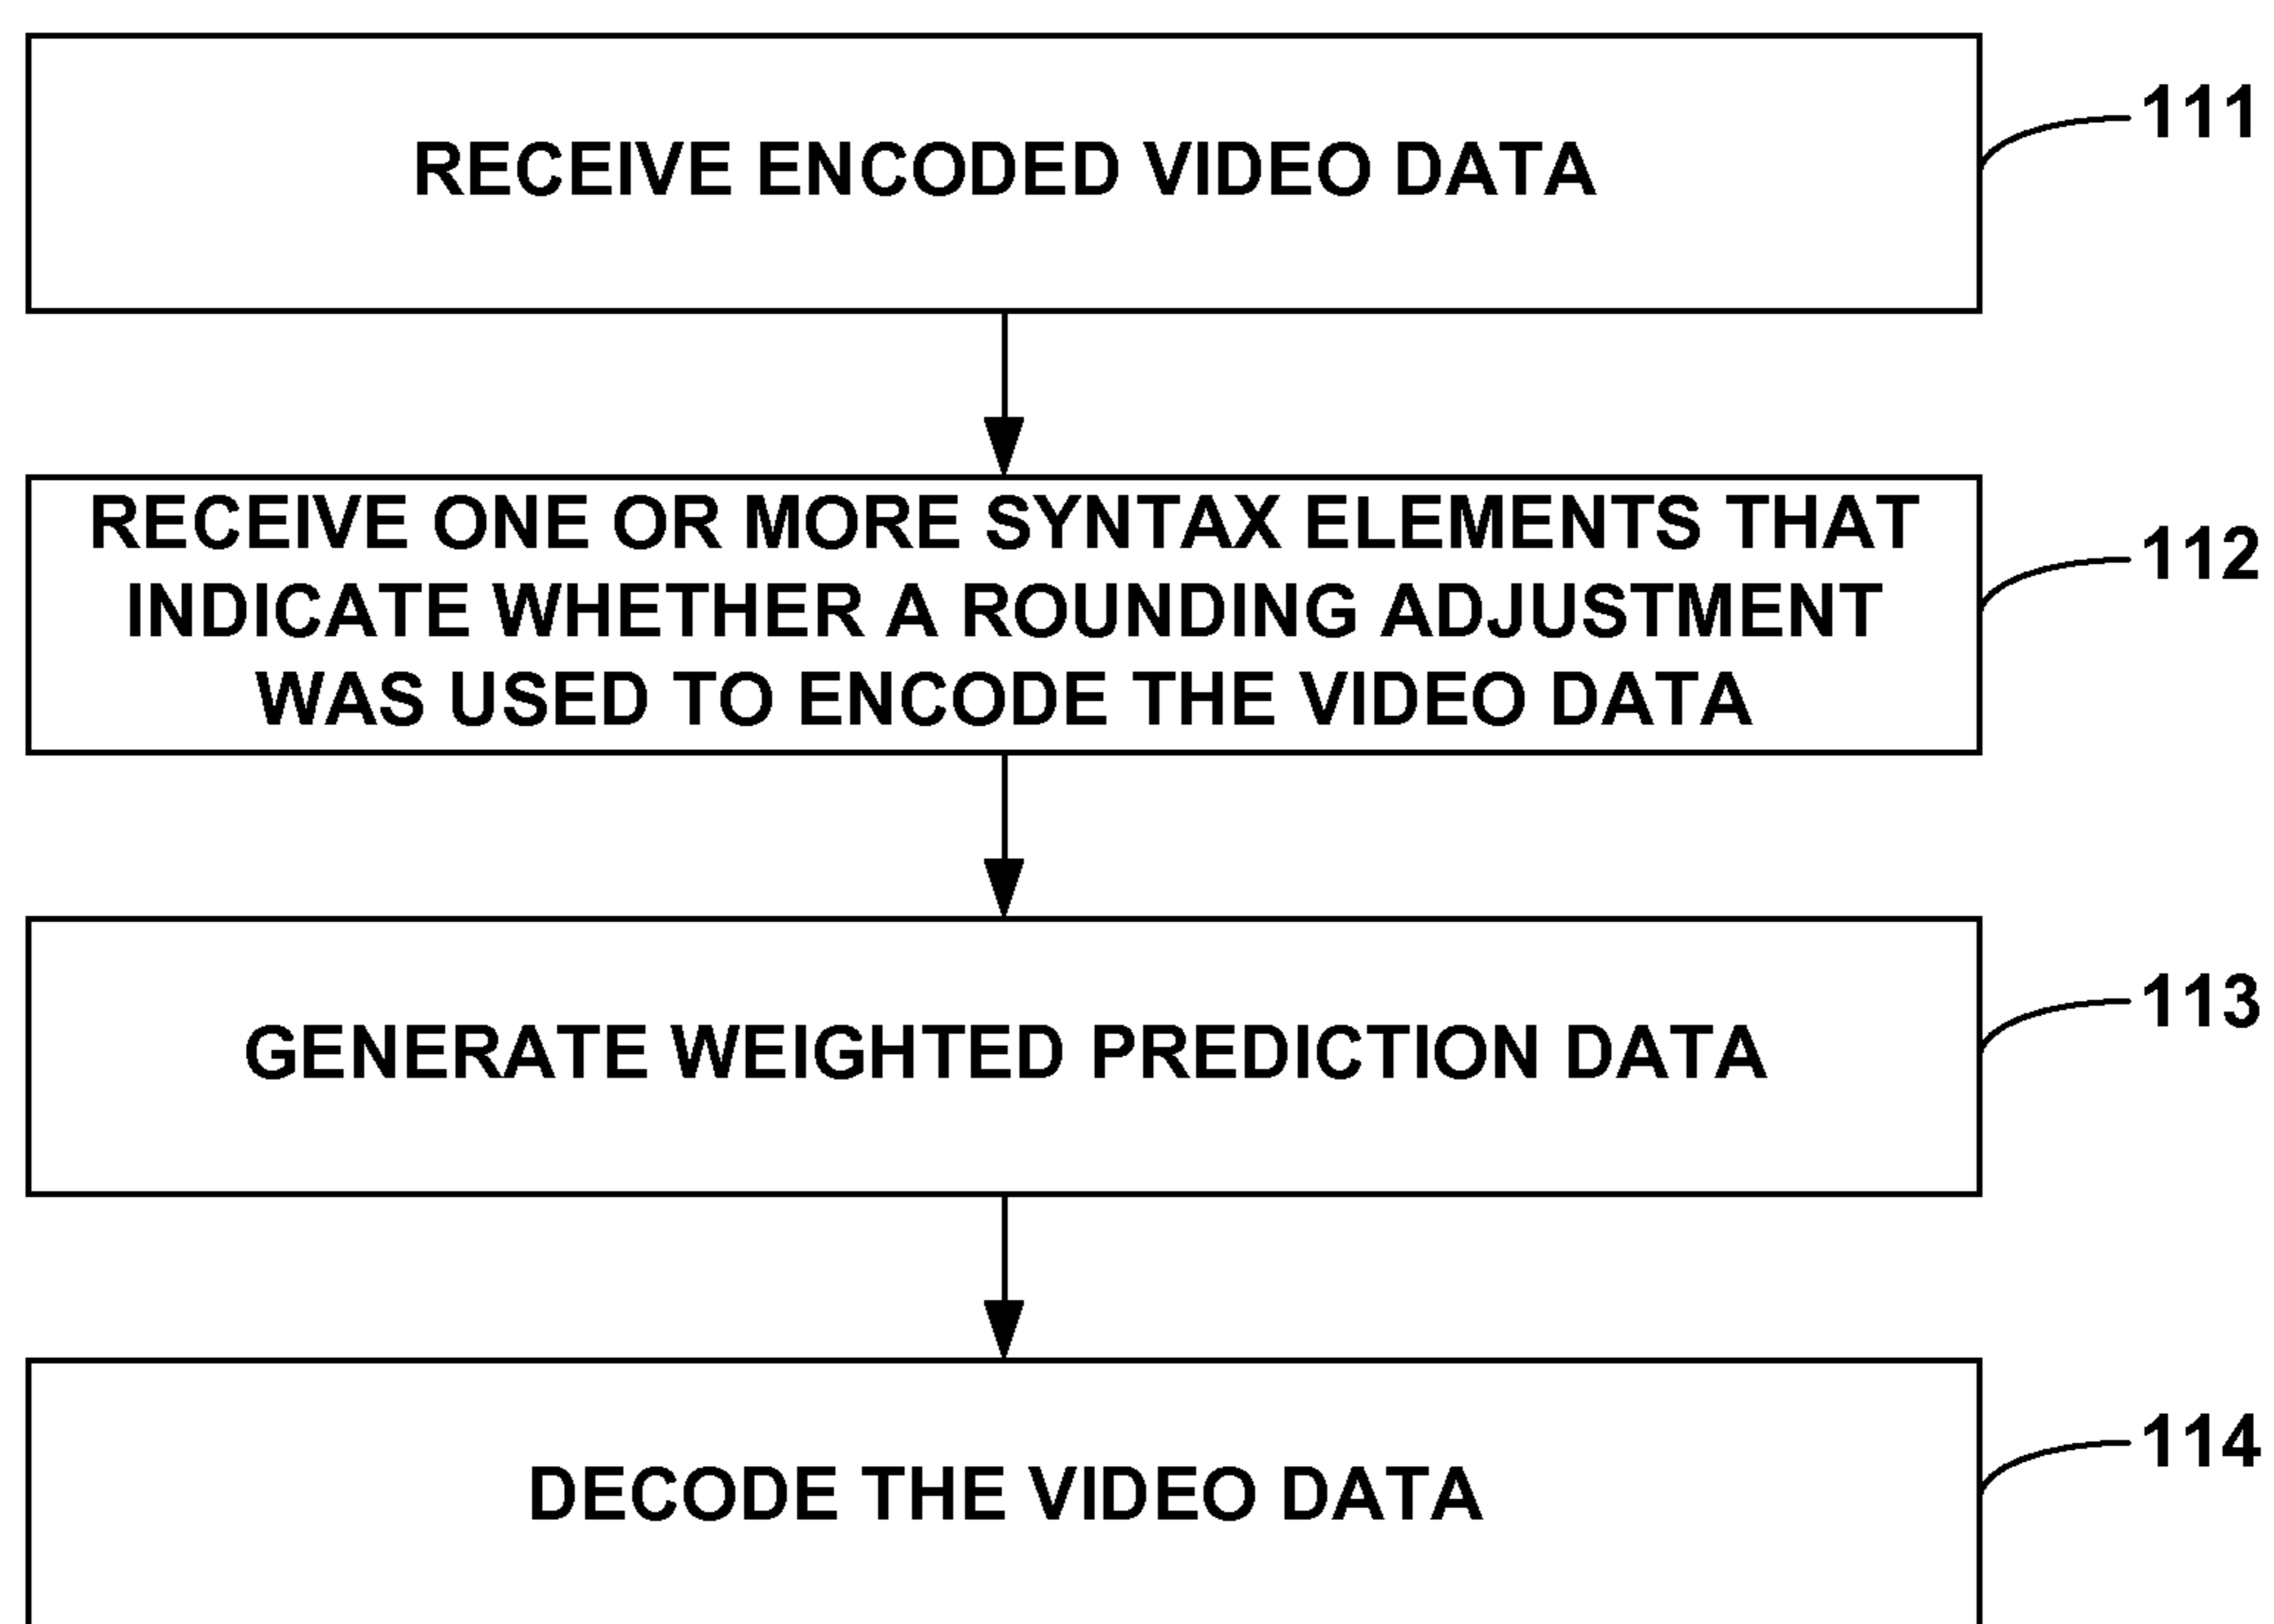 RECEIVE ENCODED VIDEO DATA
111
RECEIVE ONE OR MORE SYNTAX ELEMENTS THAT
INDICATE WHETHER A ROUNDING ADJUSTMENT
WAS USED TO ENCODE THE VIDEO DATA
112
GENERATE WEIGHTED PREDICTION DATA
113
DECODE THE VIDEO DATA
114